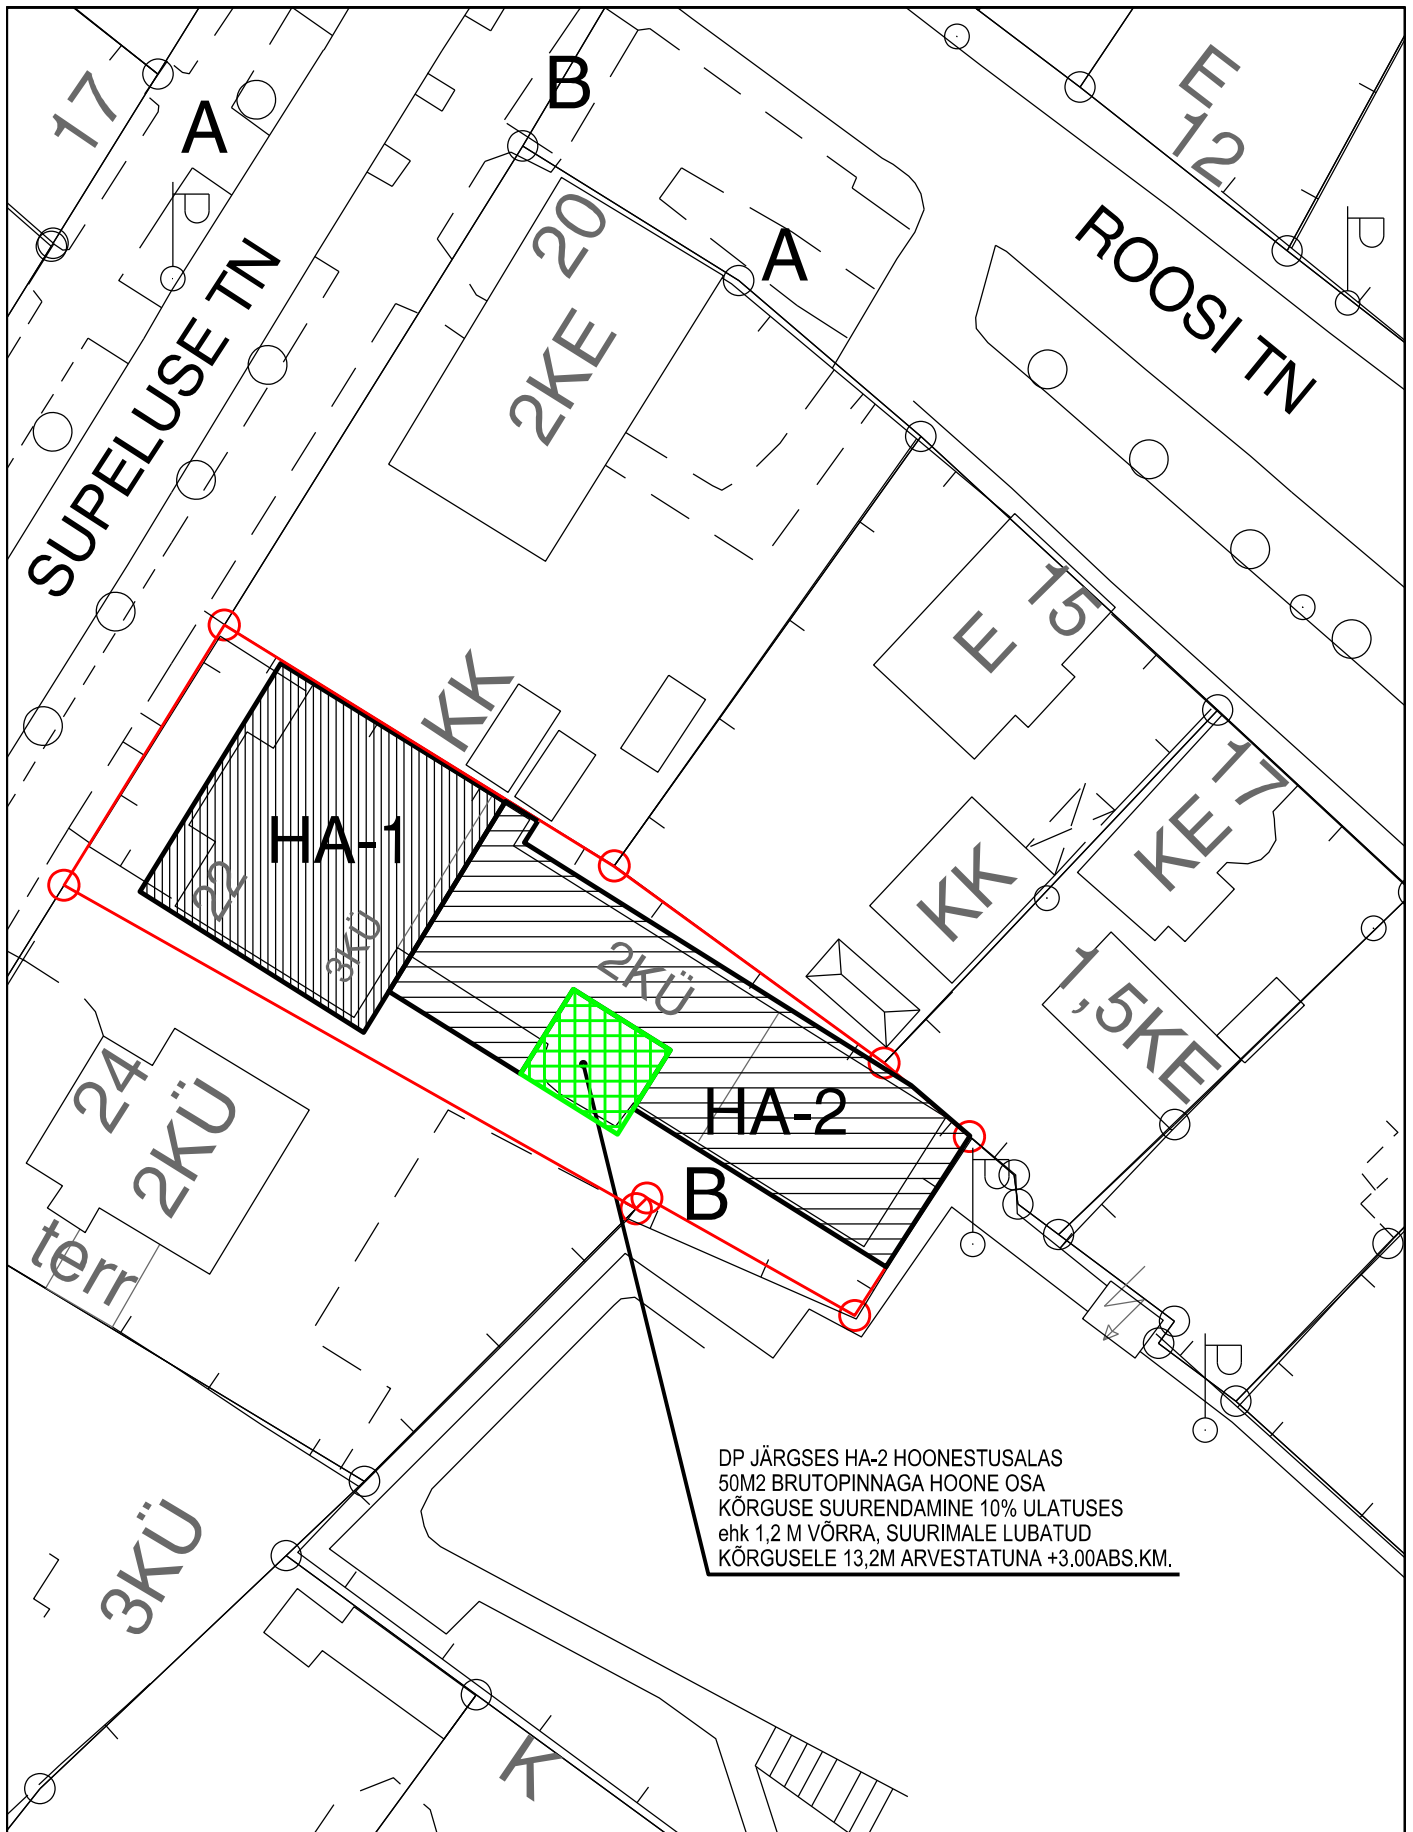 17
A
B
E
12
P
P
20
2KE
A
ROOSI TN
SUPELUSE TN
15
E
KK
17
KE
HA-1
22
3KÜ
2KÜ
KK
1,5KE
24
2KÜ
HA-2
B
P
terr
P
DP JÄRGSES HA-2 HOONESTUSALAS
50M2 BRUTOPINNAGA HOONE OSA
KÕRGUSE SUURENDAMINE 10% ULATUSES
ehk 1,2 M VÕRRA, SUURIMALE LUBATUD
KÕRGUSELE 13,2M ARVESTATUNA +3.00ABS.KM.
3KÜ
K